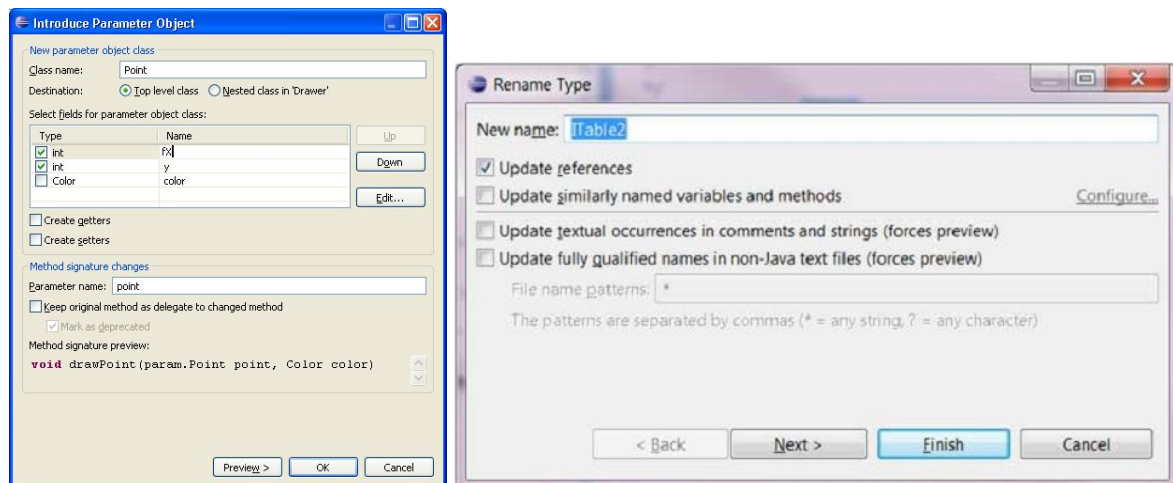 Introduce Parameter Object
New parameter object class
Class name: Point
Destination: Top level class Nested class in 'Drawer'
Select fields for parameter object class:
Type Name
int fX Up
int y Down
Color color
Edit...
Create getters
Create setters
Method signature changes
Parameter name: point
Keep original method as delegate to changed method
Mark as deprecated
Method signature preview:
void drawPoint(param.Point point, Color color)
Preview > OK Cancel
Rename Type
New name: ITable2
Update references
Update similarly named variables and methods Configure...
Update textual occurrences in comments and strings (forces preview)
Update fully qualified names in non-Java text files (forces preview)
File name patterns: *
The patterns are separated by commas (* = any string, ? = any character)
< Back Next > Finish Cancel